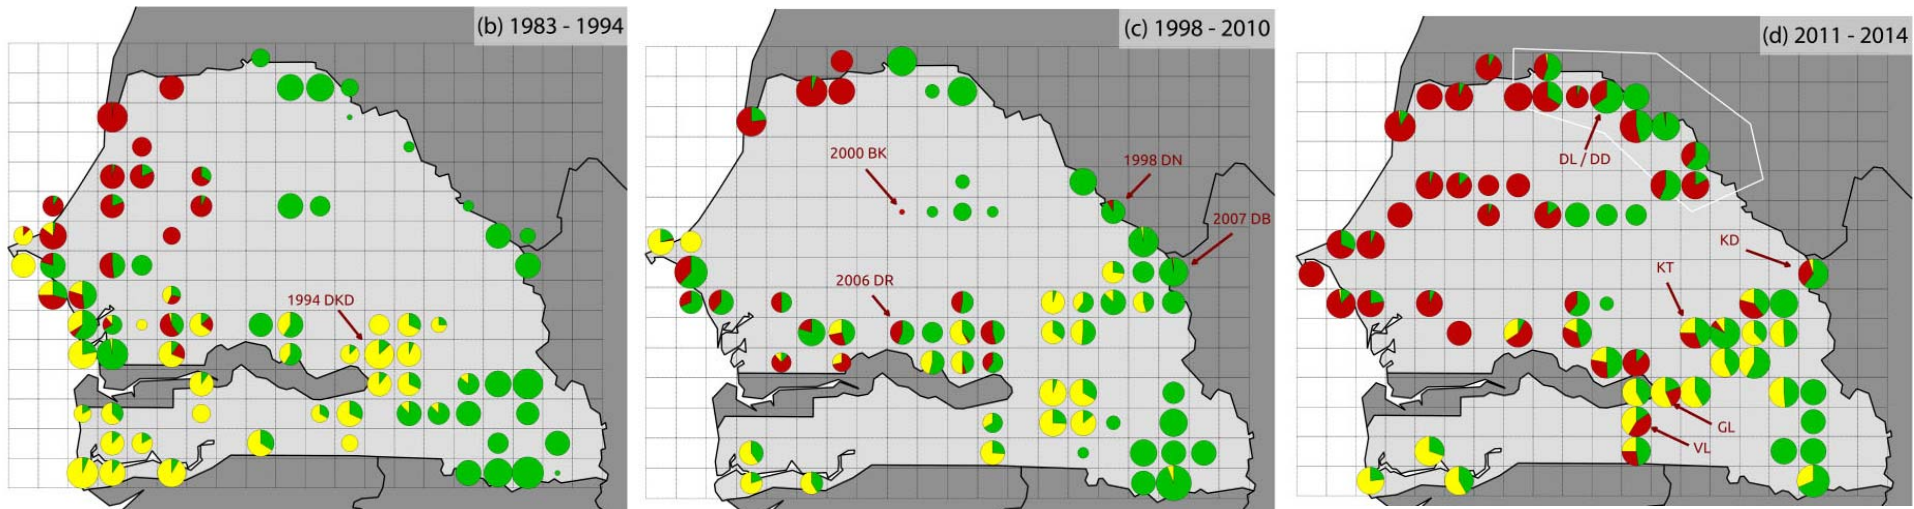 (b) 1983 - 1994
1994 DKD
(c) 1998 - 2010
2000 BK
1998 DN
2007 DB
2006 DR
(d) 2011 - 2014
DL / DD
KD
KT
GL
VL